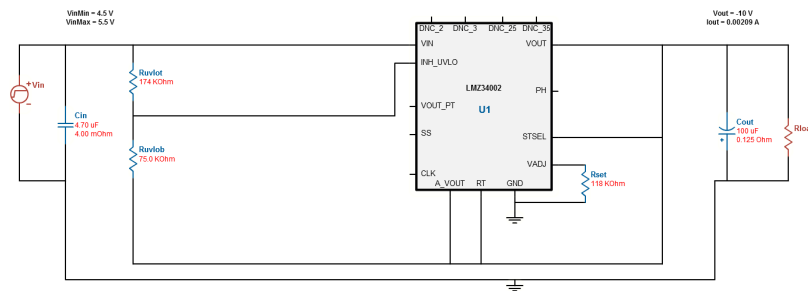 VinMin = 4.5 V
VinMax = 5.5 V
Vout = -10 V
Iout = 0.00209 A
DNC_2 DNC_3 DNC_25 DNC_35
VIN VOUT
INH_UVLO
LMZ34002
PH
VOUT_PT
U1
SS
STSEL
VADJ
CLK
A_VOUT RT GND
+ Vin
Cin
4.70 uF
4.00 mOhm
Ruvlot
174 KOhm
Ruvlob
75.0 KOhm
Rset
118 KOhm
Cout
100 uF
0.125 Ohm
Rloa